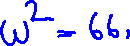 ω² = 66,